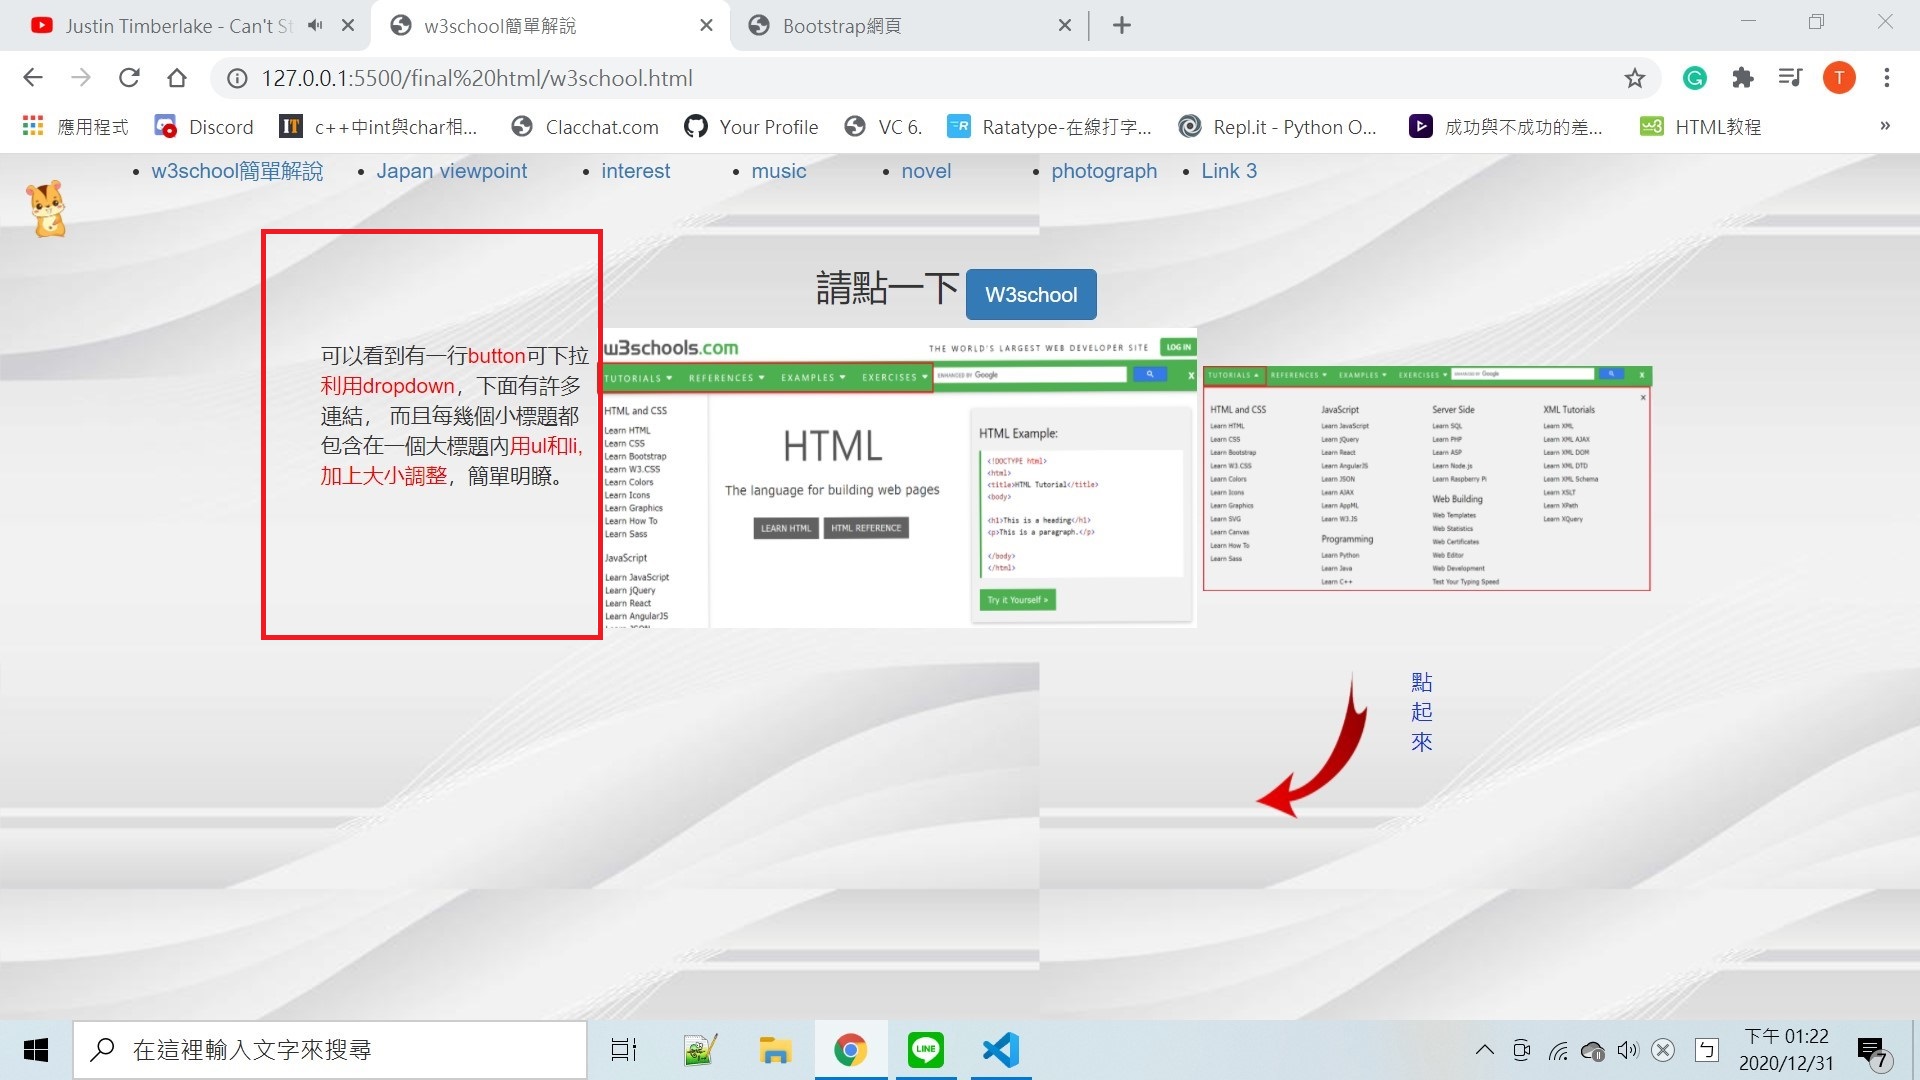 Justin Timberlake - Can't St
w3school簡單解說
Bootstrap網頁
127.0.0.1:5500/final%20html/w3school.html
T
應用程式
Discord
c++中int與char相...
Clacchat.com
Your Profile
VC 6.
Ratatype-在線打字...
Repl.it - Python O...
成功與不成功的差...
HTML教程
»
w3school簡單解說
Japan viewpoint
interest
music
novel
photograph
Link 3
請點一下 W3school
可以看到有一行button可下拉
利用dropdown，下面有許多
連結， 而且每幾個小標題都
包含在一個大標題內用ul和li,
加上大小調整，簡單明瞭。
w3schools.com
THE WORLD'S LARGEST WEB DEVELOPER SITE
LOG IN
TUTORIALS
REFERENCES
EXAMPLES
EXERCISES
ENHANCED BY Google
X
HTML and CSS
Learn HTML
Learn CSS
Learn Bootstrap
Learn W3.CSS
Learn Colors
Learn Icons
Learn Graphics
Learn How To
Learn Sass
JavaScript
Learn JavaScript
Learn jQuery
Learn React
Learn AngularJS
HTML
The language for building web pages
LEARN HTML
HTML REFERENCE
HTML Example:
<!DOCTYPE html>
<html>
<title>HTML Tutorial</title>
<body>
<h1>This is a heading</h1>
<p>This is a paragraph.</p>
</body>
</html>
Try it Yourself »
TUTORIALS
REFERENCES
EXAMPLES
EXERCISES
ENHANCED BY Google
X
HTML and CSS
Learn HTML
Learn CSS
Learn Bootstrap
Learn W3.CSS
Learn Colors
Learn Icons
Learn Graphics
Learn SVG
Learn Canvas
Learn How To
Learn Sass
JavaScript
Learn JavaScript
Learn jQuery
Learn React
Learn AngularJS
Learn JSON
Learn AJAX
Learn AppML
Learn W3.JS
Programming
Learn Python
Learn Java
Learn C++
Server Side
Learn SQL
Learn PHP
Learn ASP
Learn Node.js
Learn Raspberry Pi
Web Building
Web Templates
Web Statistics
Web Certificates
Web Editor
Web Development
Test Your Typing Speed
XML Tutorials
Learn XML
Learn XML AJAX
Learn XML DOM
Learn XML DTD
Learn XML Schema
Learn XSLT
Learn XPath
Learn XQuery
點
起
來
在這裡輸入文字來搜尋
LINE
ㄅ
下午 01:22
2020/12/31
7